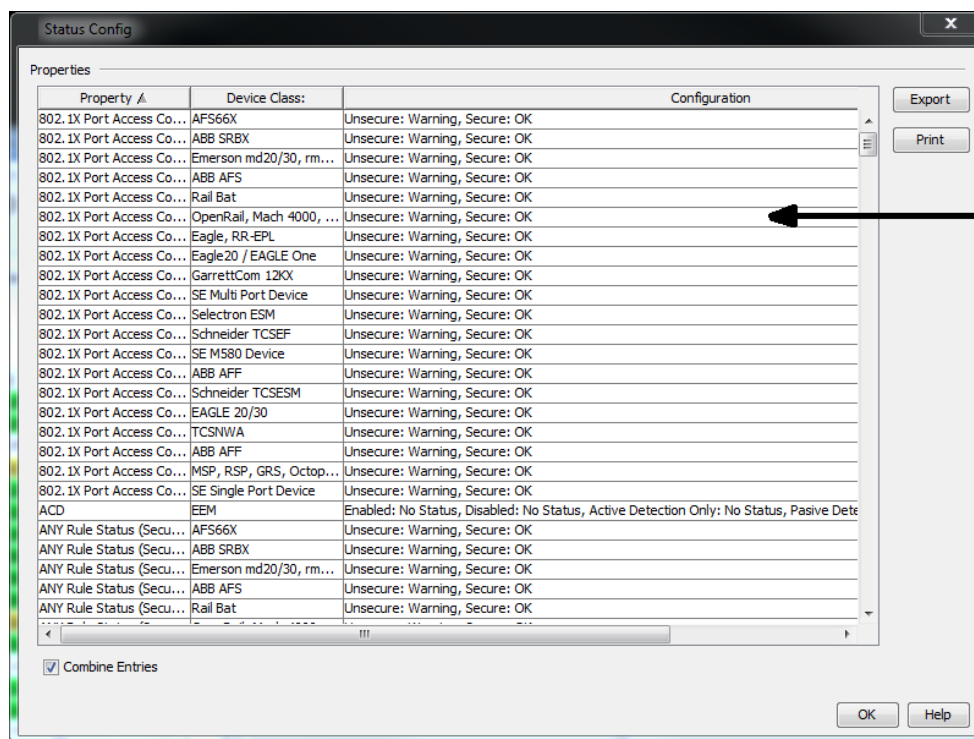 Status Config
x
Properties
Property Device Class: Configuration
802.1X Port Access Co... AFS66X Unsecure: Warning, Secure: OK
802.1X Port Access Co... ABB SRBX Unsecure: Warning, Secure: OK
802.1X Port Access Co... Emerson md20/30, rm... Unsecure: Warning, Secure: OK
802.1X Port Access Co... ABB AFS Unsecure: Warning, Secure: OK
802.1X Port Access Co... Rail Bat Unsecure: Warning, Secure: OK
802.1X Port Access Co... OpenRail, Mach 4000, ... Unsecure: Warning, Secure: OK
802.1X Port Access Co... Eagle, RR-EPL Unsecure: Warning, Secure: OK
802.1X Port Access Co... Eagle20 / EAGLE One Unsecure: Warning, Secure: OK
802.1X Port Access Co... GarrettCom 12KX Unsecure: Warning, Secure: OK
802.1X Port Access Co... SE Multi Port Device Unsecure: Warning, Secure: OK
802.1X Port Access Co... Selectron ESM Unsecure: Warning, Secure: OK
802.1X Port Access Co... Schneider TCSEF Unsecure: Warning, Secure: OK
802.1X Port Access Co... SE M580 Device Unsecure: Warning, Secure: OK
802.1X Port Access Co... ABB AFF Unsecure: Warning, Secure: OK
802.1X Port Access Co... Schneider TCSESM Unsecure: Warning, Secure: OK
802.1X Port Access Co... EAGLE 20/30 Unsecure: Warning, Secure: OK
802.1X Port Access Co... TCSNWA Unsecure: Warning, Secure: OK
802.1X Port Access Co... ABB AFF Unsecure: Warning, Secure: OK
802.1X Port Access Co... MSP, RSP, GRS, Octop... Unsecure: Warning, Secure: OK
802.1X Port Access Co... SE Single Port Device Unsecure: Warning, Secure: OK
ACD EEM Enabled: No Status, Disabled: No Status, Active Detection Only: No Status, Pasive Dete
ANY Rule Status (Secu... AFS66X Unsecure: Warning, Secure: OK
ANY Rule Status (Secu... ABB SRBX Unsecure: Warning, Secure: OK
ANY Rule Status (Secu... Emerson md20/30, rm... Unsecure: Warning, Secure: OK
ANY Rule Status (Secu... ABB AFS Unsecure: Warning, Secure: OK
ANY Rule Status (Secu... Rail Bat Unsecure: Warning, Secure: OK
Export
Print
Combine Entries
OK Help